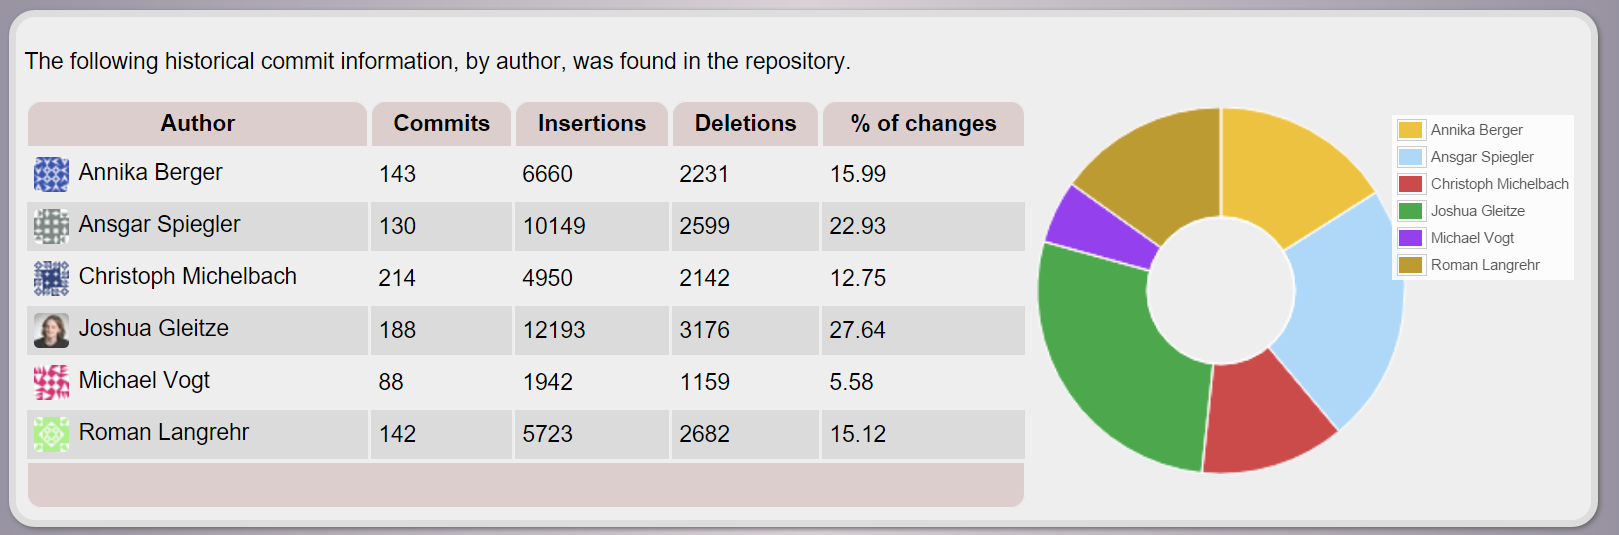 The following historical commit information, by author, was found in the repository.
Author Commits Insertions Deletions % of changes
Annika Berger 143 6660 2231 15.99
Ansgar Spiegler 130 10149 2599 22.93
Christoph Michelbach 214 4950 2142 12.75
Joshua Gleitze 188 12193 3176 27.64
Michael Vogt 88 1942 1159 5.58
Roman Langrehr 142 5723 2682 15.12
Annika Berger
Ansgar Spiegler
Christoph Michelbach
Joshua Gleitze
Michael Vogt
Roman Langrehr